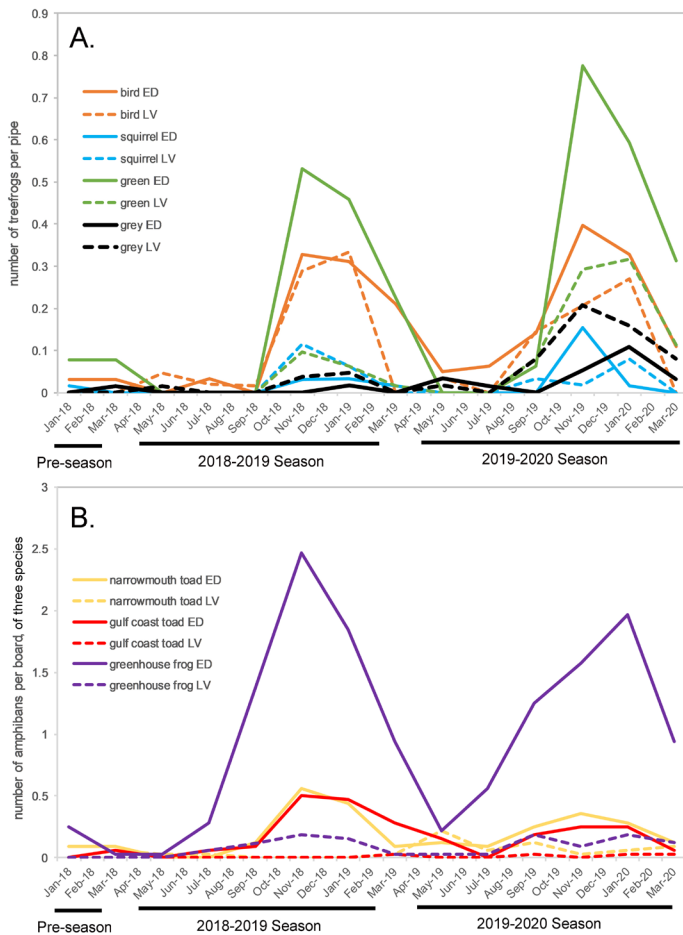 A.
0.9
0.8
0.7
0.6
0.5
0.4
0.3
0.2
0.1
0
number of treefrogs per pipe
bird ED
bird LV
squirrel ED
squirrel LV
green ED
green LV
grey ED
grey LV
Jan-18 Feb-18 Mar-18 Apr-18 May-18 Jun-18 Jul-18 Aug-18 Sep-18 Oct-18 Nov-18 Dec-18 Jan-19 Feb-19 Mar-19 Apr-19 May-19 Jun-19 Jul-19 Aug-19 Sep-19 Oct-19 Nov-19 Dec-19 Jan-20 Feb-20 Mar-20
Pre-season 2018-2019 Season 2019-2020 Season
B.
3
2.5
2
1.5
1
0.5
0
number of amphibans per board, of three species
narrowmouth toad ED
narrowmouth toad LV
gulf coast toad ED
gulf coast toad LV
greenhouse frog ED
greenhouse frog LV
Jan-18 Feb-18 Mar-18 Apr-18 May-18 Jun-18 Jul-18 Aug-18 Sep-18 Oct-18 Nov-18 Dec-18 Jan-19 Feb-19 Mar-19 Apr-19 May-19 Jun-19 Jul-19 Aug-19 Sep-19 Oct-19 Nov-19 Dec-19 Jan-20 Feb-20 Mar-20
Pre-season 2018-2019 Season 2019-2020 Season